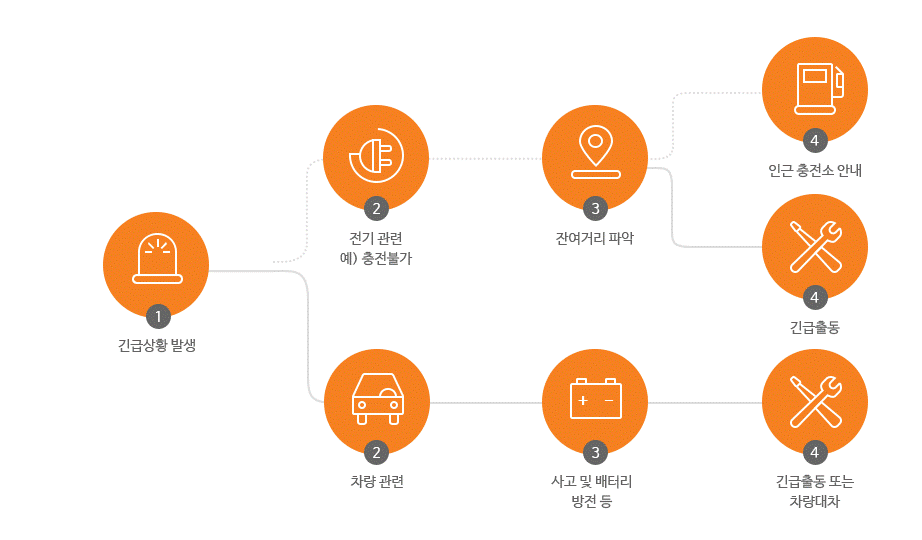 1
긴급상황 발생
2
전기 관련
예) 충전불가
3
잔여거리 파악
4
인근 충전소 안내
4
긴급출동
2
차량 관련
3
사고 및 배터리
방전 등
4
긴급출동 또는
차량대차